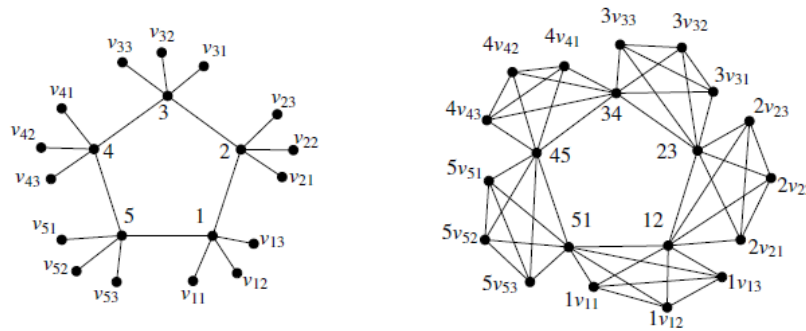 v₃₂
v₃₃
v₃₁
3
v₄₁
v₄₂
4
v₄₃
v₂₃
2
v₂₂
v₂₁
v₅₁
5
1
v₁₃
v₅₂
v₅₃
v₁₁
v₁₂
3v₃₃
3v₃₂
4v₄₂
4v₄₁
3v₃₁
4v₄₃
34
2v₂₃
45
23
5v₅₁
2v₂₂
51
12
5v₅₂
2v₂₁
5v₅₃
1v₁₁
1v₁₃
1v₁₂